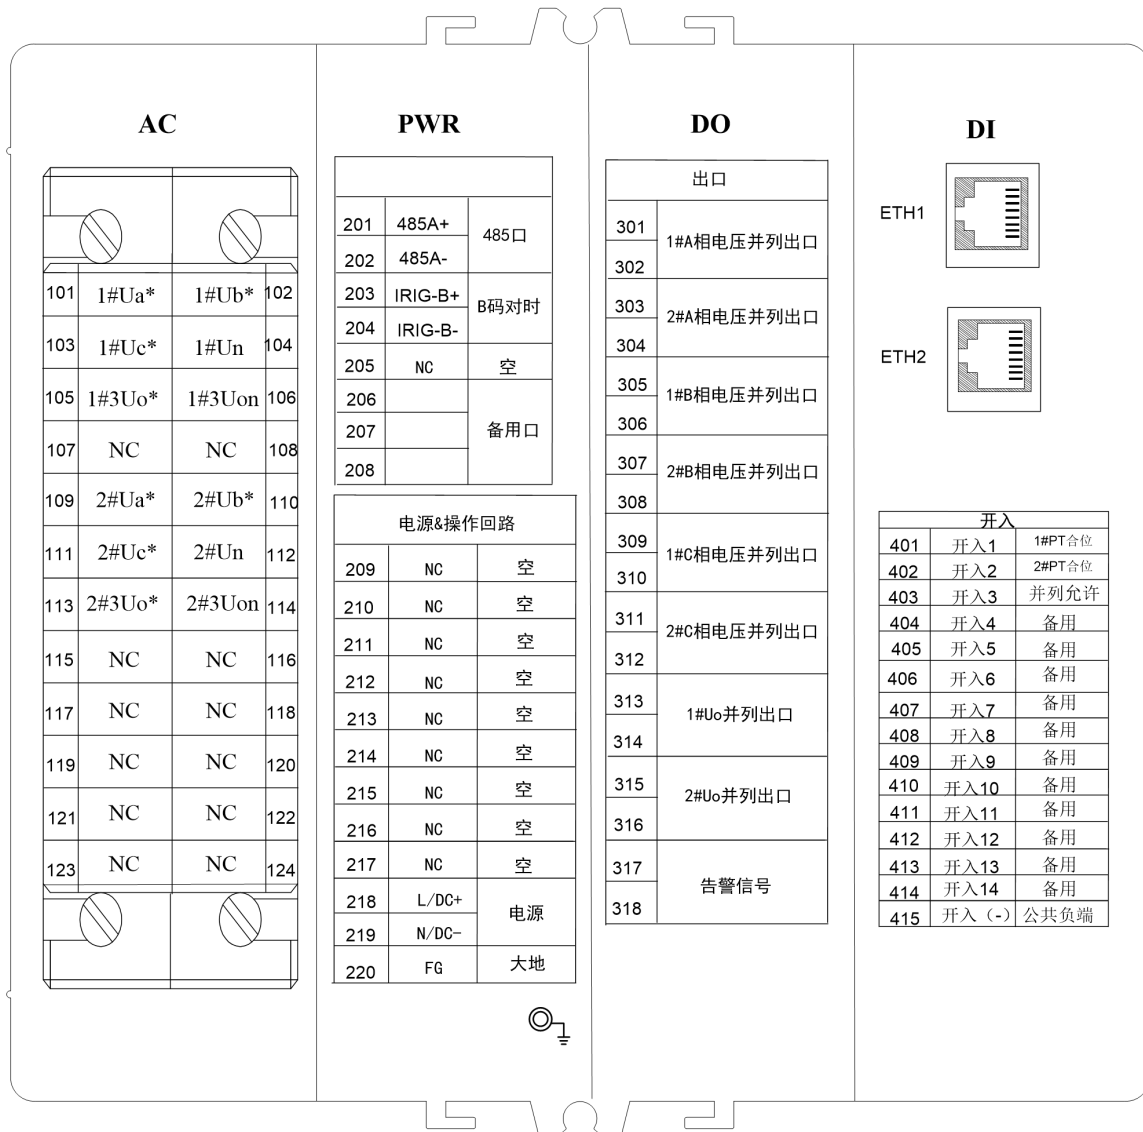 AC
101 1#Ua* 1#Ub* 102
103 1#Uc* 1#Un 104
105 1#3Uo* 1#3Uon 106
107 NC NC 108
109 2#Ua* 2#Ub* 110
111 2#Uc* 2#Un 112
113 2#3Uo* 2#3Uon 114
115 NC NC 116
117 NC NC 118
119 NC NC 120
121 NC NC 122
123 NC NC 124
PWR
201 485A+ 485口
202 485A-
203 IRIG-B+ B码对时
204 IRIG-B-
205 NC 空
206
207 备用口
208
电源&操作回路
209 NC 空
210 NC 空
211 NC 空
212 NC 空
213 NC 空
214 NC 空
215 NC 空
216 NC 空
217 NC 空
218 L/DC+ 电源
219 N/DC-
220 FG 大地
DO
出口
301 1#A相电压并列出口
302
303 2#A相电压并列出口
304
305 1#B相电压并列出口
306
307 2#B相电压并列出口
308
309 1#C相电压并列出口
310
311 2#C相电压并列出口
312
313 1#Uo并列出口
314
315 2#Uo并列出口
316
317 告警信号
318
DI
ETH1
ETH2
开入
401 开入1 1#PT合位
402 开入2 2#PT合位
403 开入3 并列允许
404 开入4 备用
405 开入5 备用
406 开入6 备用
407 开入7 备用
408 开入8 备用
409 开入9 备用
410 开入10 备用
411 开入11 备用
412 开入12 备用
413 开入13 备用
414 开入14 备用
415 开入（-） 公共负端